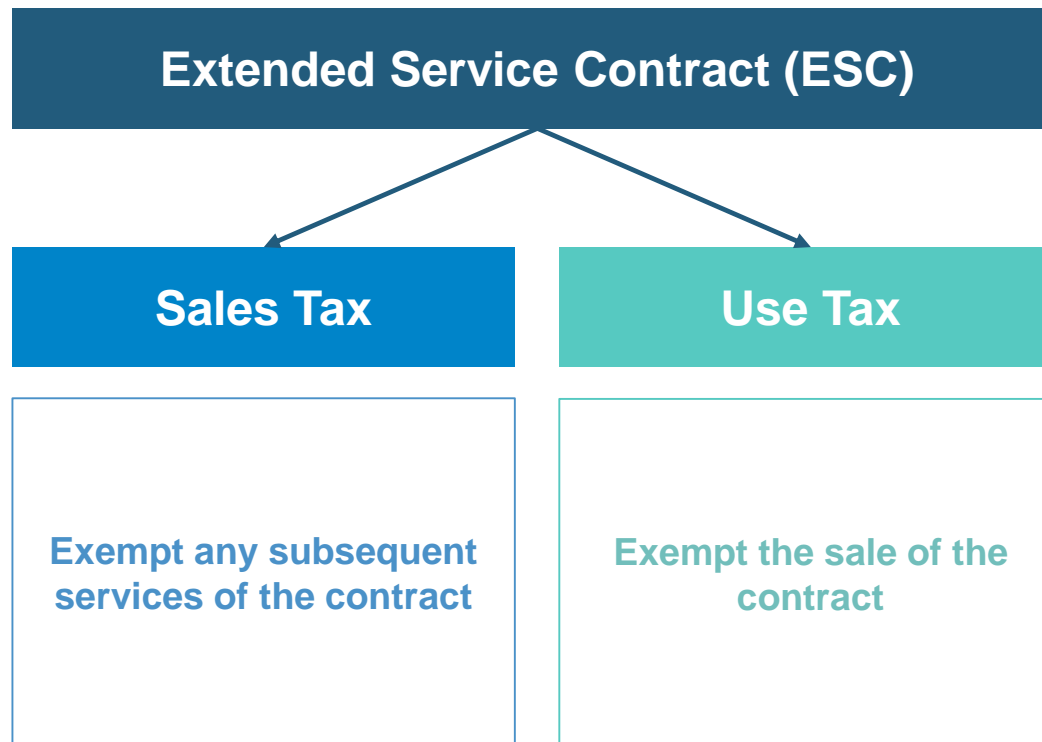 Extended Service Contract (ESC)
Sales Tax
Use Tax
Exempt any subsequent
services of the contract
Exempt the sale of the
contract